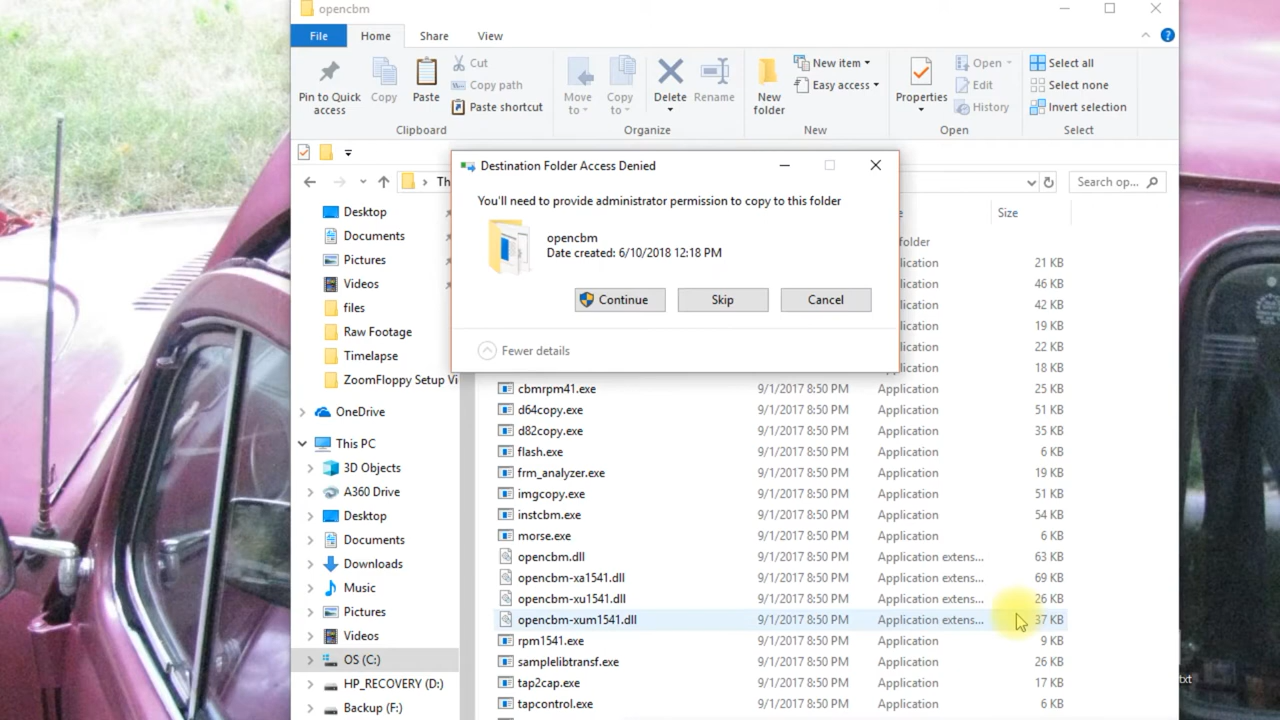 opencbm
File
Home
Share
View
Pin to Quick
access
Copy
Paste
Cut
Copy path
Paste shortcut
Clipboard
Move
to
Copy
to
Delete
Rename
Organize
New
folder
New item
Easy access
New
Properties
Open
Edit
History
Open
Select all
Select none
Invert selection
Select
Th
Search op...
Destination Folder Access Denied
You'll need to provide administrator permission to copy to this folder
opencbm
Date created: 6/10/2018 12:18 PM
Continue
Skip
Cancel
Fewer details
Desktop
Documents
Pictures
Videos
files
Raw Footage
Timelapse
ZoomFloppy Setup Vi
OneDrive
This PC
3D Objects
A360 Drive
Desktop
Documents
Downloads
Music
Pictures
Videos
OS (C:)
HP_RECOVERY (D:)
Backup (F:)
e Size
folder
plication 21 KB
plication 46 KB
plication 42 KB
plication 19 KB
plication 22 KB
plication 18 KB
cbmrpm41.exe 9/1/2017 8:50 PM Application 25 KB
d64copy.exe 9/1/2017 8:50 PM Application 51 KB
d82copy.exe 9/1/2017 8:50 PM Application 35 KB
flash.exe 9/1/2017 8:50 PM Application 6 KB
frm_analyzer.exe 9/1/2017 8:50 PM Application 19 KB
imgcopy.exe 9/1/2017 8:50 PM Application 51 KB
instcbm.exe 9/1/2017 8:50 PM Application 54 KB
morse.exe 9/1/2017 8:50 PM Application 6 KB
opencbm.dll 9/1/2017 8:50 PM Application extens... 63 KB
opencbm-xa1541.dll 9/1/2017 8:50 PM Application extens... 69 KB
opencbm-xu1541.dll 9/1/2017 8:50 PM Application extens... 26 KB
opencbm-xum1541.dll 9/1/2017 8:50 PM Application extens... 37 KB
rpm1541.exe 9/1/2017 8:50 PM Application 9 KB
samplelibtransf.exe 9/1/2017 8:50 PM Application 26 KB
tap2cap.exe 9/1/2017 8:50 PM Application 17 KB
tapcontrol.exe 9/1/2017 8:50 PM Application 6 KB
txt